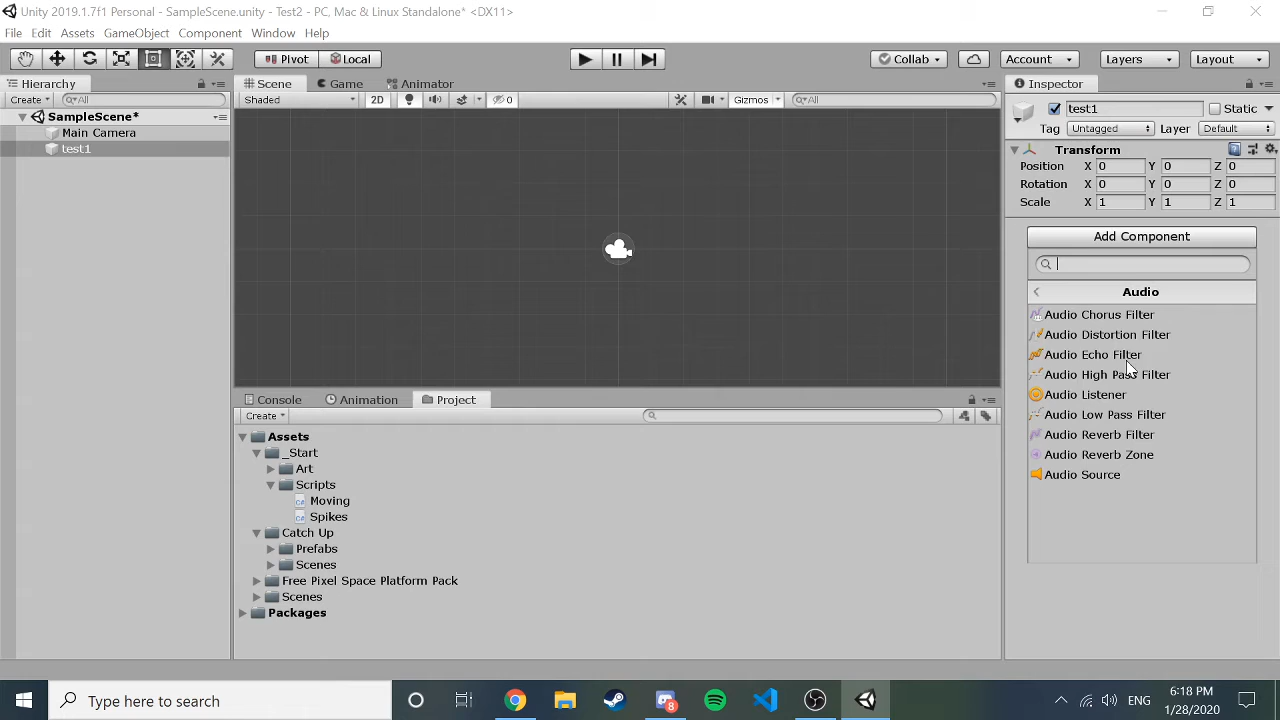 Unity 2019.1.7f1 Personal - SampleScene.unity - Test2 - PC, Mac & Linux Standalone* <DX11>
File Edit Assets GameObject Component Window Help
Pivot Local Collab Account Layers Layout
Hierarchy
Create All
SampleScene*
Main Camera
test1
Scene Game Animator
Shaded 2D 0 Gizmos All
Console Animation Project
Create
Assets
_Start
Art
Scripts
Moving
Spikes
Catch Up
Prefabs
Scenes
Free Pixel Space Platform Pack
Scenes
Packages
Inspector
test1 Static
Tag Untagged Layer Default
Transform
Position X 0 Y 0 Z 0
Rotation X 0 Y 0 Z 0
Scale X 1 Y 1 Z 1
Add Component
Audio
Audio Chorus Filter
Audio Distortion Filter
Audio Echo Filter
Audio High Pass Filter
Audio Listener
Audio Low Pass Filter
Audio Reverb Filter
Audio Reverb Zone
Audio Source
Type here to search
8
ENG
6:18 PM
1/28/2020